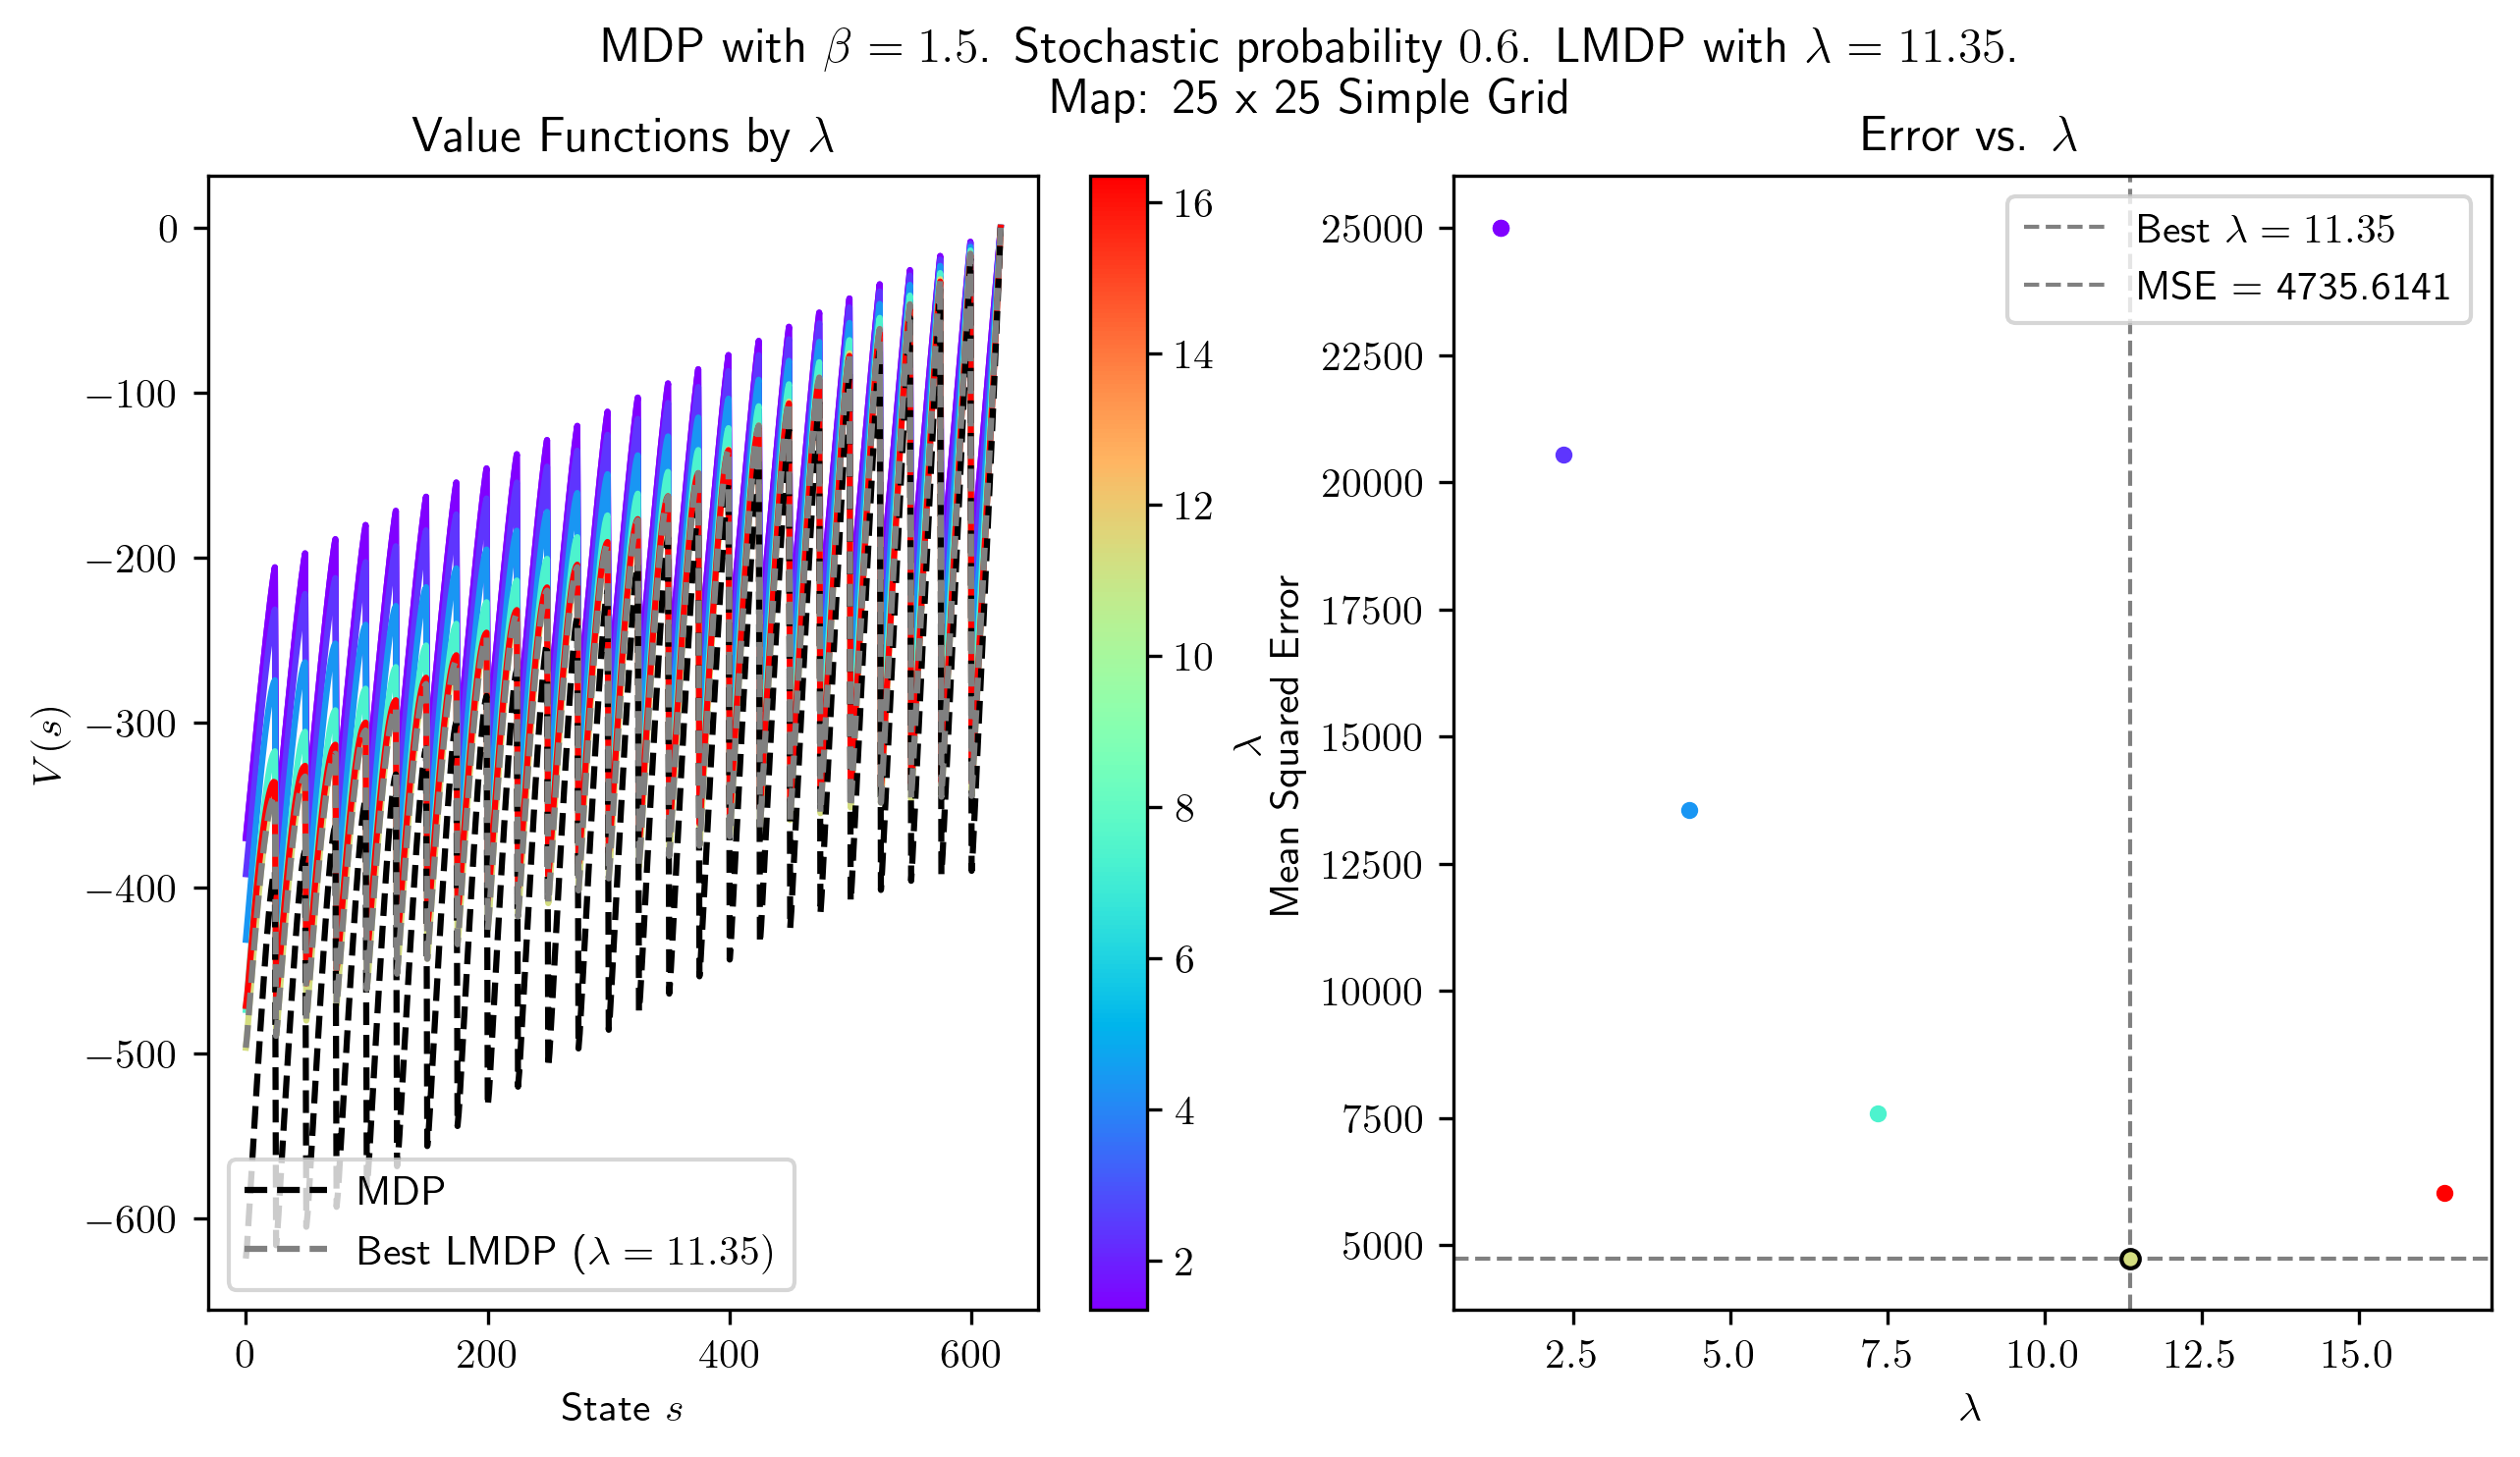 MDP with β = 1.5. Stochastic probability 0.6. LMDP with λ = 11.35.
Map: 25 x 25 Simple Grid
Value Functions by λ
0
−100
−200
−300
−400
−500
−600
V(s)
MDP
Best LMDP (λ = 11.35)
0
200
400
600
State s
16
14
12
10
8
6
4
2
λ
Error vs. λ
Mean Squared Error
25000
22500
20000
17500
15000
12500
10000
7500
5000
Best λ = 11.35
MSE = 4735.6141
2.5
5.0
7.5
10.0
12.5
15.0
λ